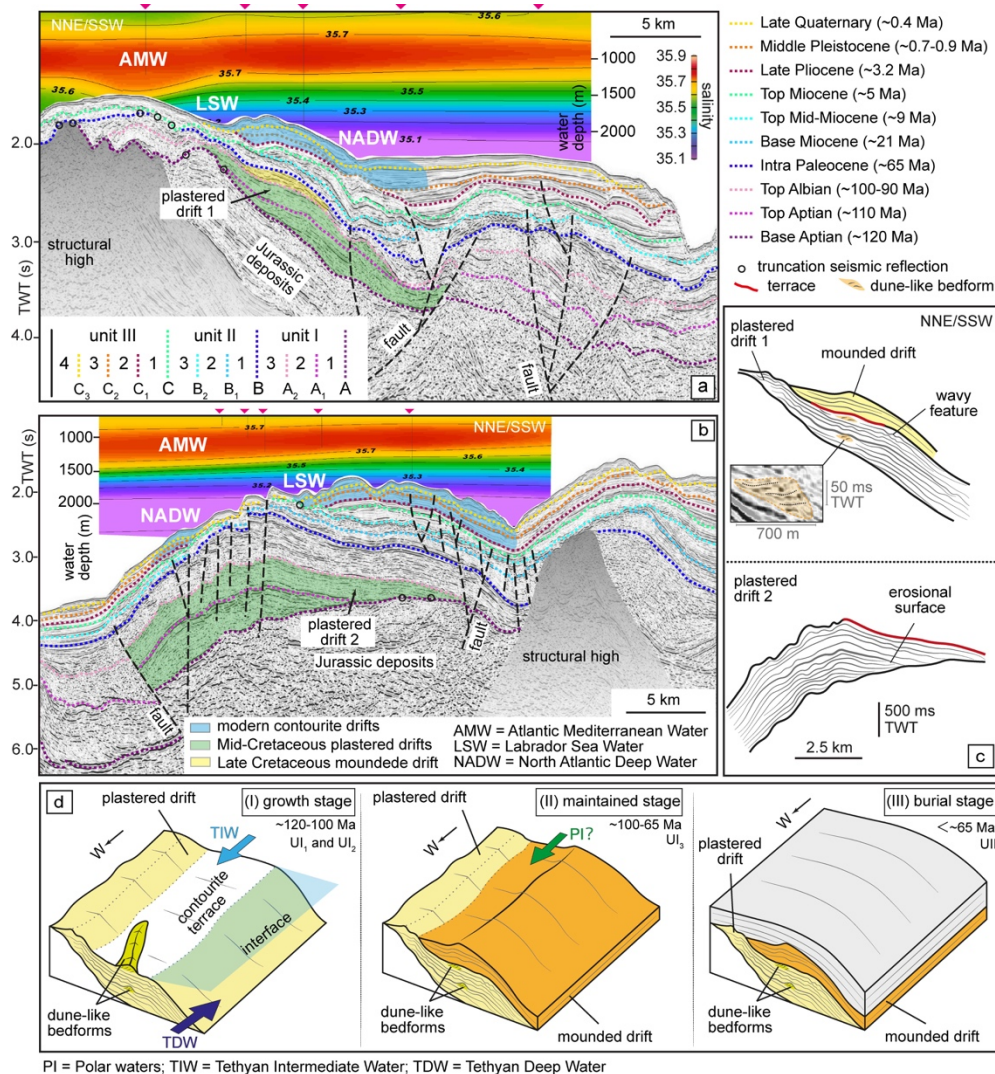 NNE/SSW
5 km
35.6
35.7
AMW
1000
1500
2000
water depth (m)
35.9
35.7
35.5
35.3
35.1
salinity
35.7
35.6
35.5
LSW
35.4
35.3
NADW
35.1
2.0
3.0
4.0
TWT (s)
plastered
drift 1
structural
high
Jurassic
deposits
fault
fault
unit III unit II unit I
4 3 2 1 3 2 1 3 2 1
C3 C2 C1 C B2 B1 B A2 A1 A
a
Late Quaternary (~0.4 Ma)
Middle Pleistocene (~0.7-0.9 Ma)
Late Pliocene (~3.2 Ma)
Top Miocene (~5 Ma)
Top Mid-Miocene (~9 Ma)
Base Miocene (~21 Ma)
Intra Paleocene (~65 Ma)
Top Albian (~100-90 Ma)
Top Aptian (~110 Ma)
Base Aptian (~120 Ma)
truncation seismic reflection
terrace
dune-like bedform
b
NNE/SSW
TWT (s)
1000
1500
2000
water
depth (m)
2.0
3.0
4.0
5.0
6.0
35.7
35.6
AMW
35.5
35.4
LSW
35.3
35.3
NADW
plastered
drift 2
Jurassic deposits
fault
fault
structural high
5 km
modern contourite drifts
Mid-Cretaceous plastered drifts
Late Cretaceous moundede drift
AMW = Atlantic Mediterranean Water
LSW = Labrador Sea Water
NADW = North Atlantic Deep Water
NNE/SSW
plastered
drift 1
mounded drift
wavy
feature
50 ms
TWT
700 m
plastered
drift 2
erosional
surface
500 ms
TWT
2.5 km
c
d
plastered drift
W
TIW
(I) growth stage
~120-100 Ma
UI1 and UI2
contourite
terrace
interface
dune-like
bedforms
TDW
plastered drift
W
PI?
(II) maintained stage
~100-65 Ma
UI3
dune-like
bedforms
mounded drift
W
(III) burial stage
<~65 Ma
UII
plastered
drift
dune-like
bedforms
mounded drift
PI = Polar waters; TIW = Tethyan Intermediate Water; TDW = Tethyan Deep Water